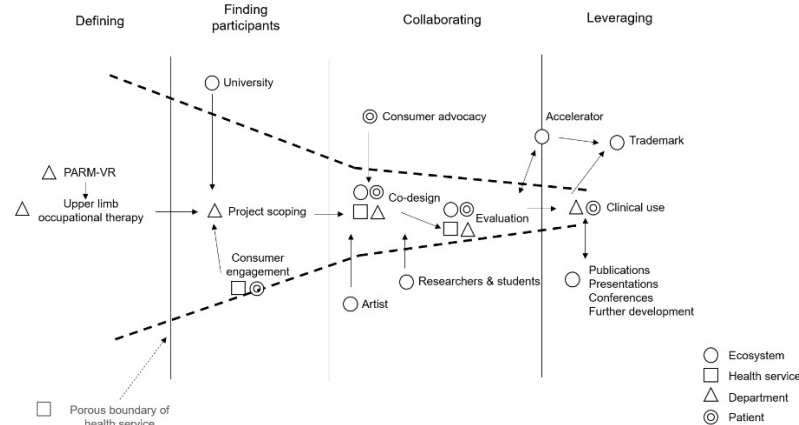 Defining
Finding
participants
Collaborating
Leveraging
University
Consumer advocacy
Accelerator
Trademark
PARM-VR
Upper limb
occupational therapy
Project scoping
Co-design
Evaluation
Clinical use
Consumer
engagement
Researchers & students
Artist
Publications
Presentations
Conferences
Further development
Porous boundary of
health service
Ecosystem
Health service
Department
Patient